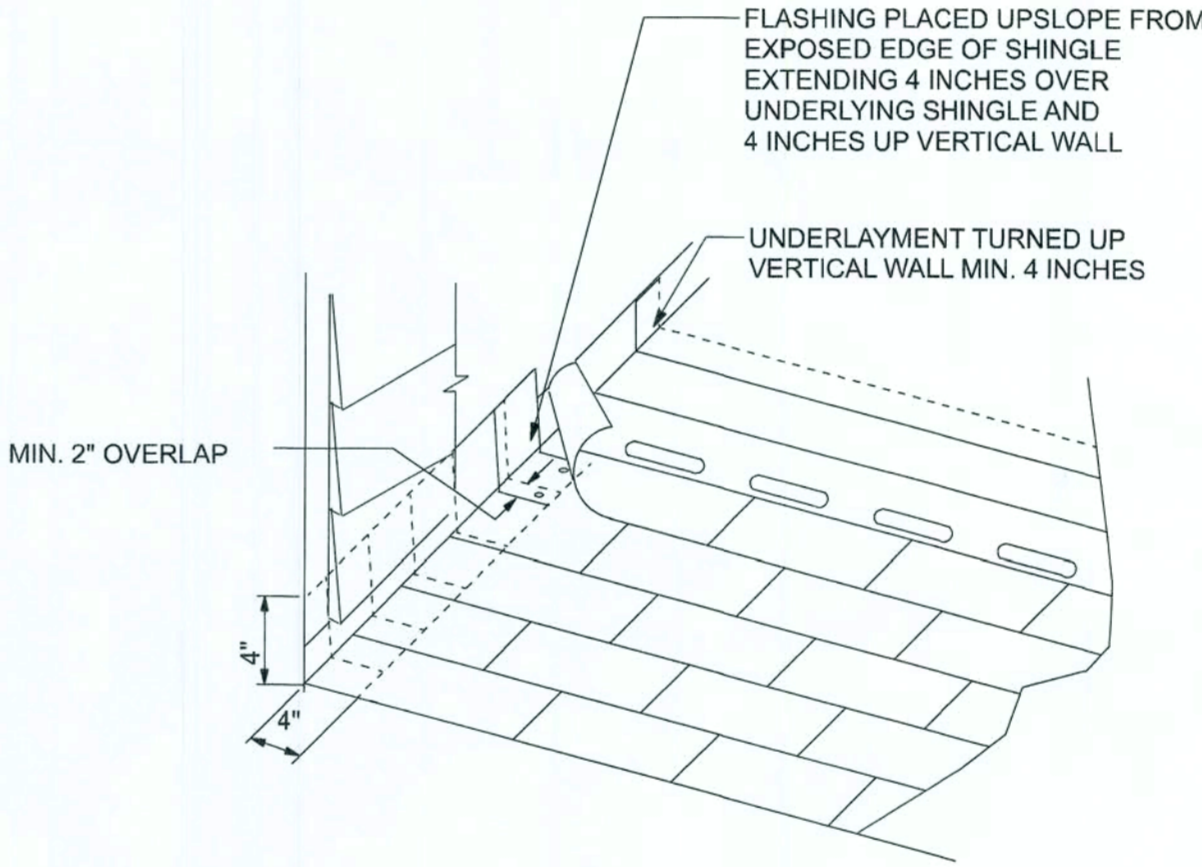 FLASHING PLACED UPSLOPE FROM
EXPOSED EDGE OF SHINGLE
EXTENDING 4 INCHES OVER
UNDERLYING SHINGLE AND
4 INCHES UP VERTICAL WALL
UNDERLAYMENT TURNED UP
VERTICAL WALL MIN. 4 INCHES
MIN. 2" OVERLAP
4"
4"